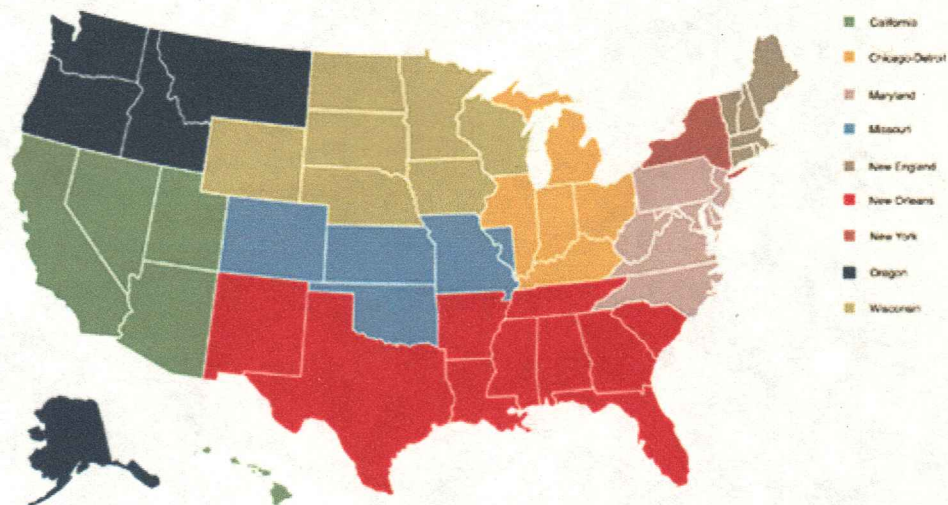 California
Chicago-Detroit
Maryland
Missouri
New England
New Orleans
New York
Oregon
Wisconsin